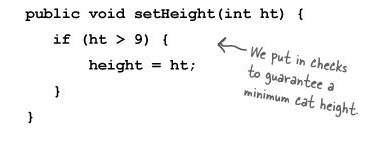 public void setHeight(int ht) {
if (ht > 9) {
height = ht;
}
}
We put in checks
to guarantee a
minimum cat height.